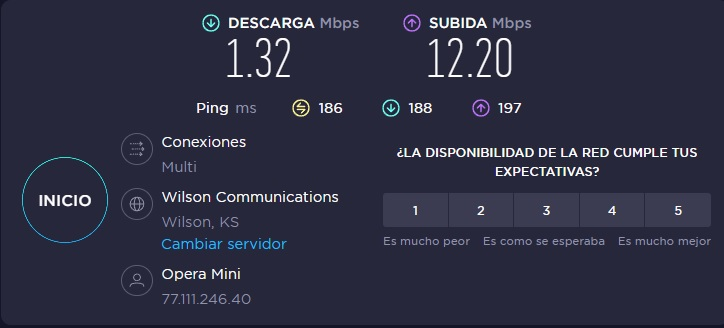 DESCARGA Mbps
SUBIDA Mbps
1.32
12.20
Ping ms 186 188 197
Conexiones
Multi
INICIO
Wilson Communications
Wilson, KS
Cambiar servidor
Opera Mini
77.111.246.40
¿LA DISPONIBILIDAD DE LA RED CUMPLE TUS
EXPECTATIVAS?
1 2 3 4 5
Es mucho peor Es como se esperaba Es mucho mejor